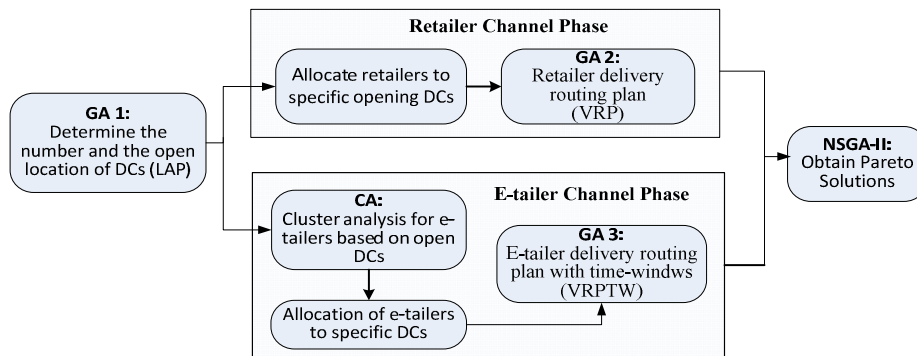 GA 1:
Determine the
number and the open
location of DCs (LAP)
Retailer Channel Phase
Allocate retailers to
specific opening DCs
GA 2:
Retailer delivery
routing plan
(VRP)
E-tailer Channel Phase
CA:
Cluster analysis for e-
tailers based on open
DCs
Allocation of e-tailers
to specific DCs
GA 3:
E-tailer delivery routing
plan with time-windws
(VRPTW)
NSGA-II:
Obtain Pareto
Solutions